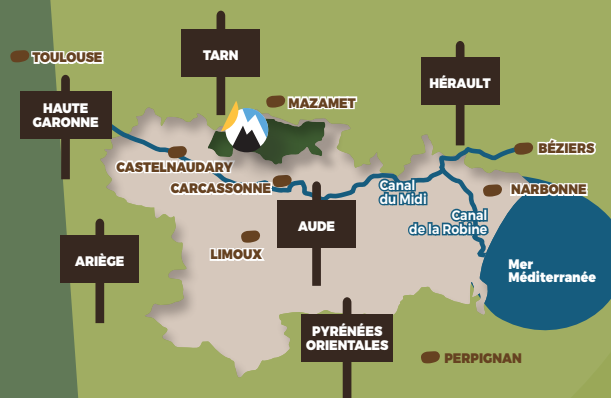 TOULOUSE
TARN
HÉRAULT
HAUTE
GARONNE
MAZAMET
BÉZIERS
CASTELNAUDARY
CARCASSONNE
Canal
du Midi
NARBONNE
Canal
de la Robine
AUDE
LIMOUX
ARIÈGE
Mer
Méditerranée
PYRÉNÉES
ORIENTALES
PERPIGNAN